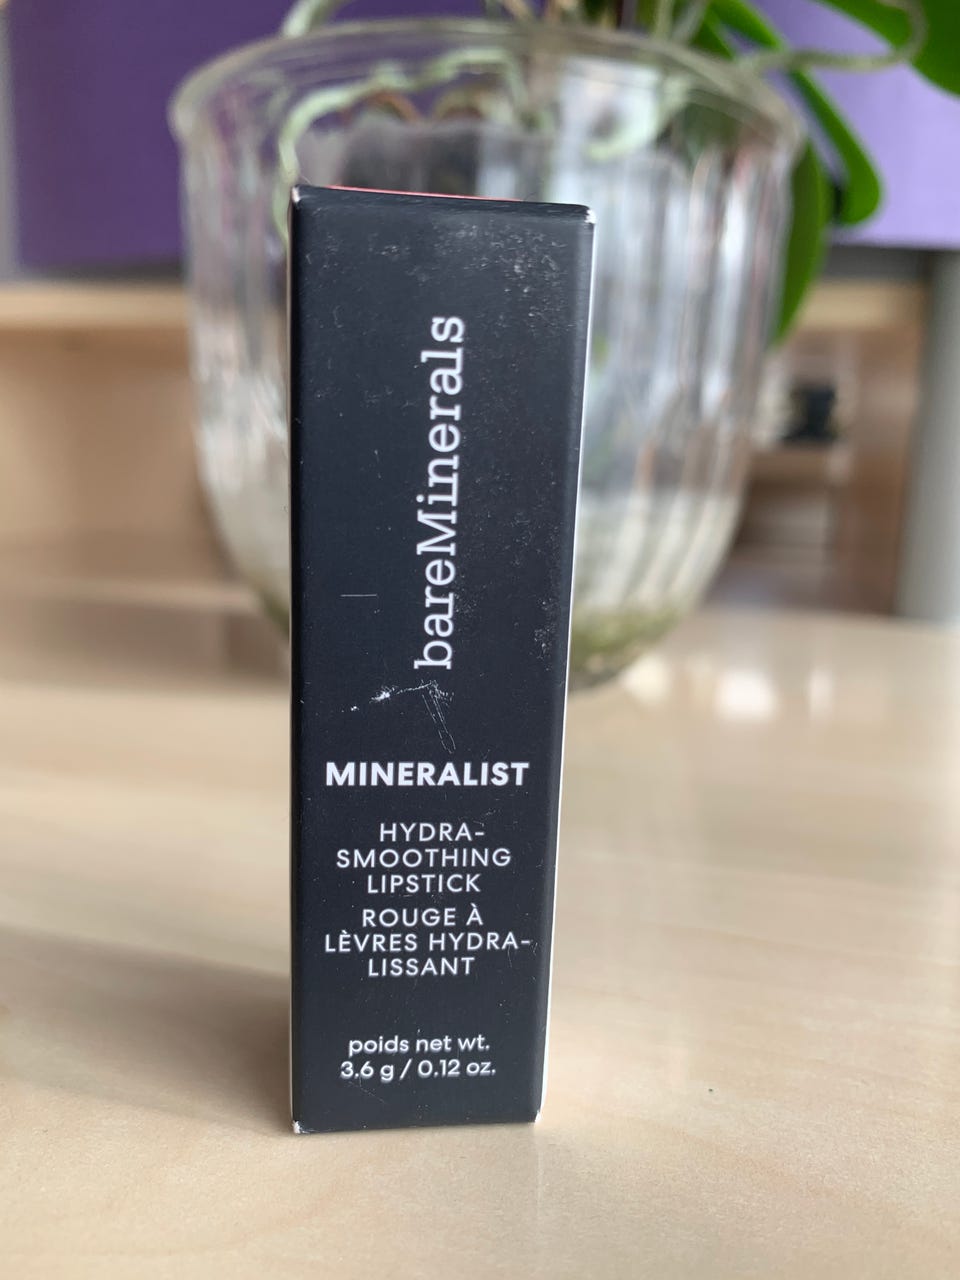 bareMinerals
MINERALIST
HYDRA-
SMOOTHING
LIPSTICK
ROUGE À
LÈVRES HYDRA-
LISSANT
poids net wt.
3.6 g / 0.12 oz.